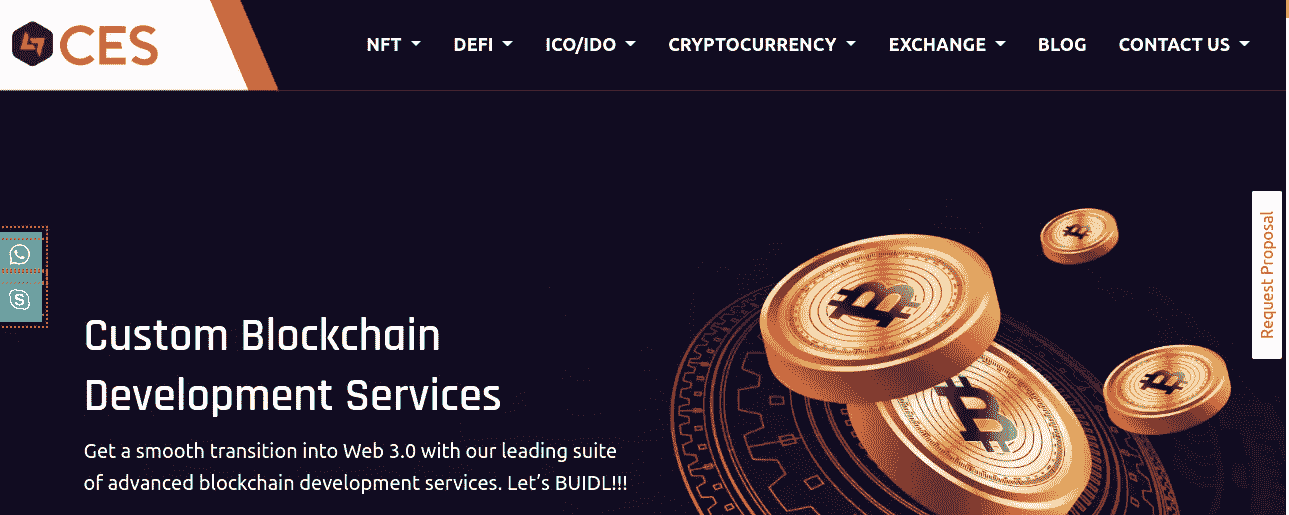 CES
NFT DEFI ICO/IDO CRYPTOCURRENCY EXCHANGE BLOG CONTACT US
Request Proposal
Custom Blockchain
Development Services
Get a smooth transition into Web 3.0 with our leading suite
of advanced blockchain development services. Let's BUIDL!!!